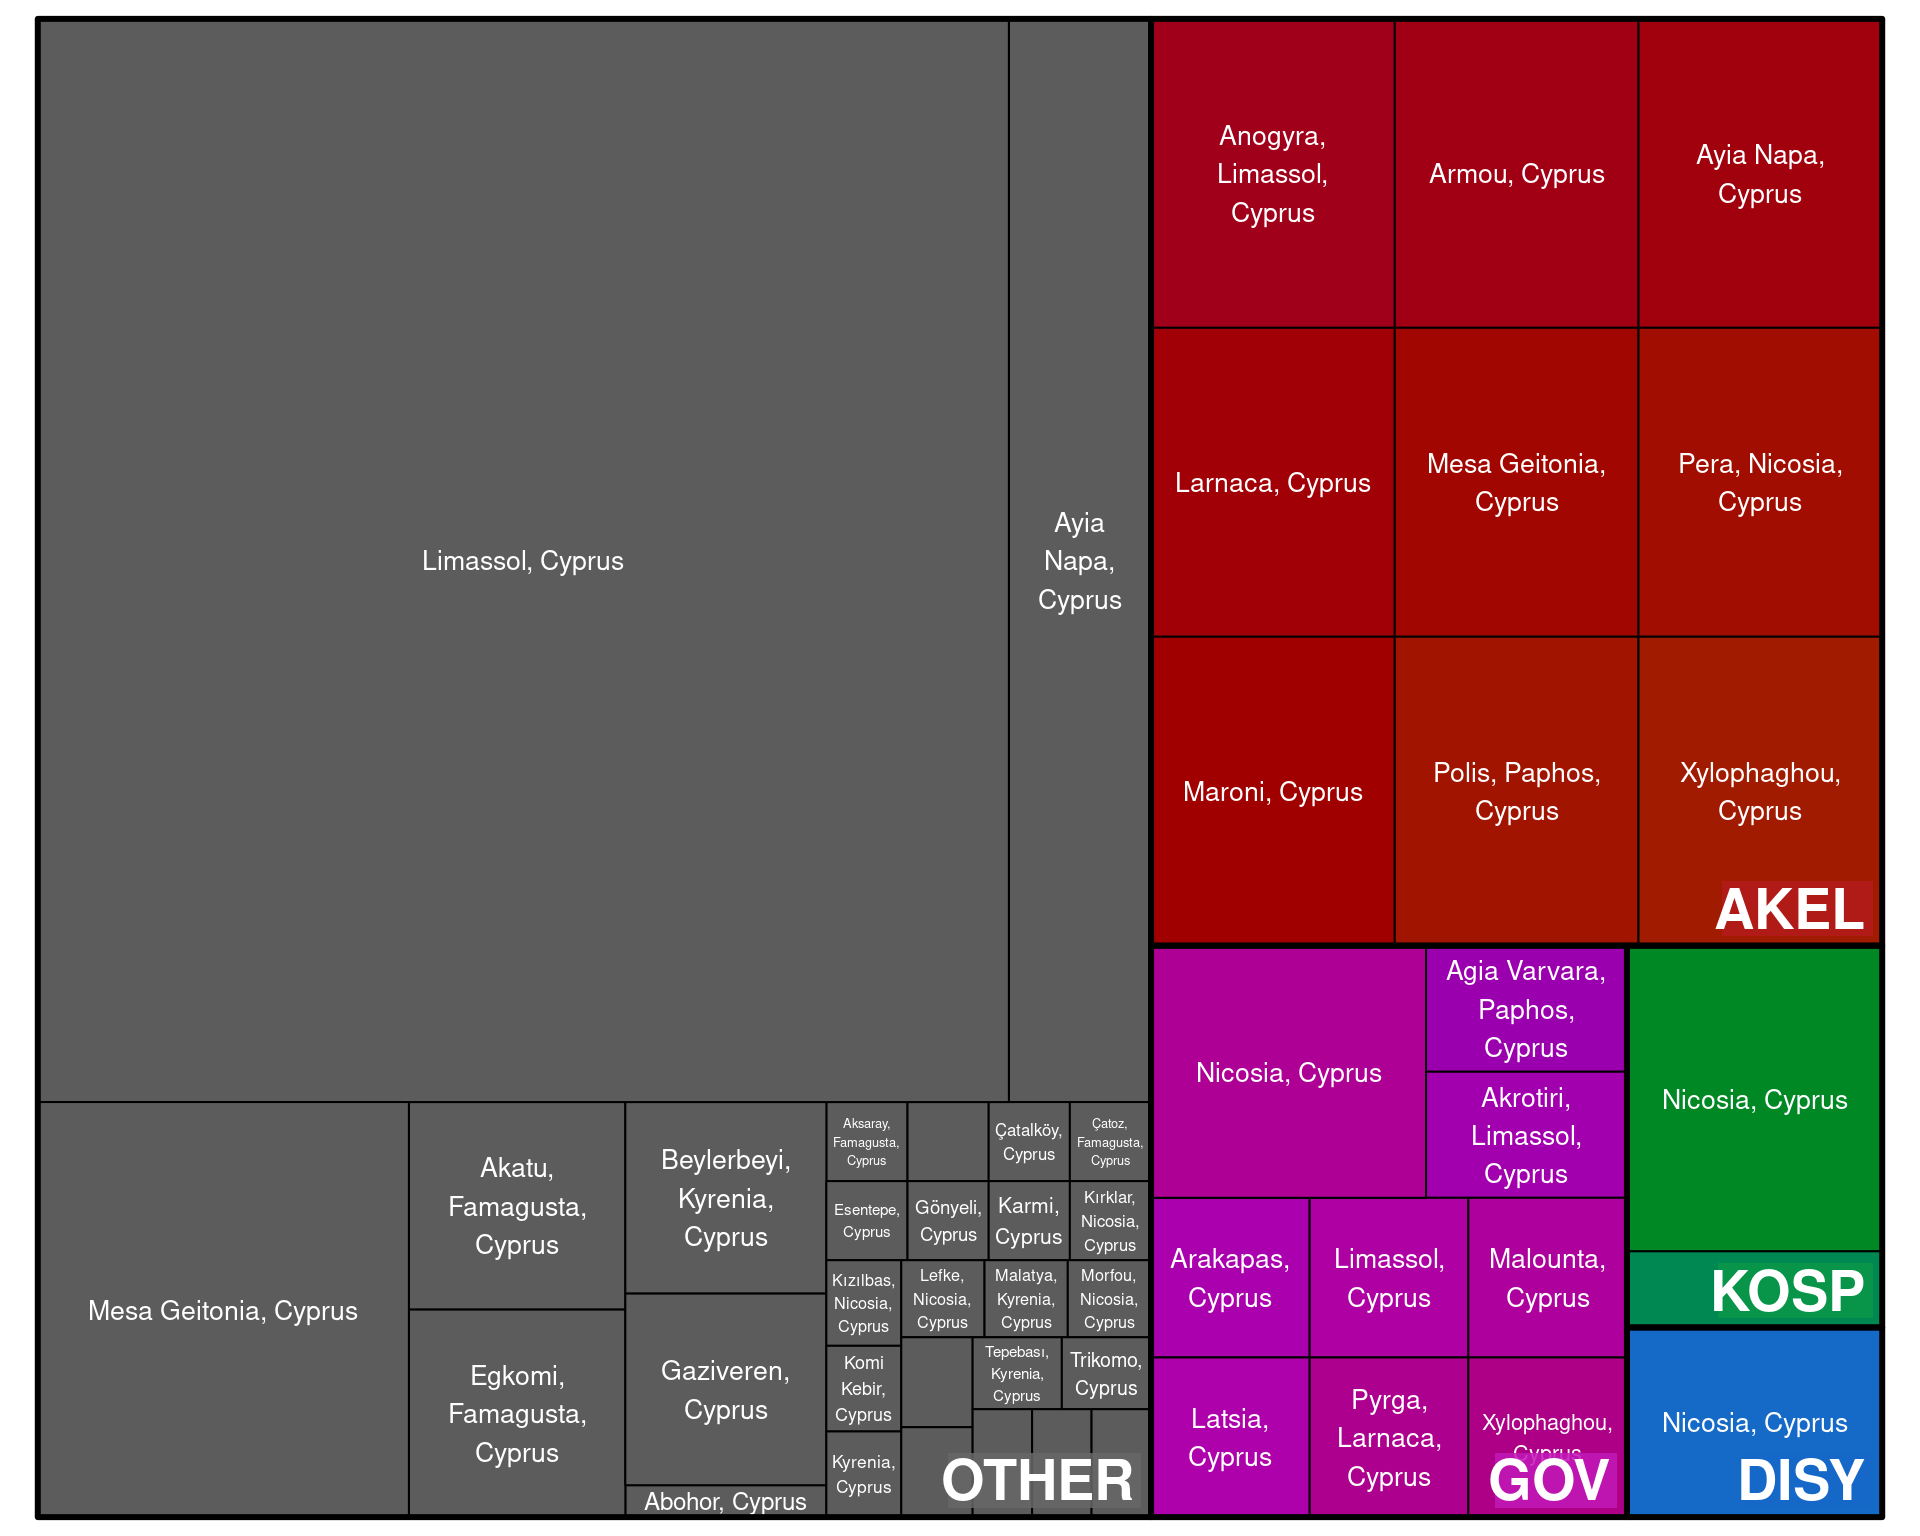 Limassol, Cyprus
Ayia
Napa,
Cyprus
Mesa Geitonia, Cyprus
Akatu,
Famagusta,
Cyprus
Egkomi,
Famagusta,
Cyprus
Beylerbeyi,
Kyrenia,
Cyprus
Gaziveren,
Cyprus
Abohor, Cyprus
Aksaray,
Famagusta,
Cyprus
Çatalköy,
Cyprus
Çatoz,
Famagusta,
Cyprus
Esentepe,
Cyprus
Gönyeli,
Cyprus
Karmi,
Cyprus
Kırklar,
Nicosia,
Cyprus
Kızılbas,
Nicosia,
Cyprus
Lefke,
Nicosia,
Cyprus
Malatya,
Kyrenia,
Cyprus
Morfou,
Nicosia,
Cyprus
Komi
Kebir,
Cyprus
Tepebası,
Kyrenia,
Cyprus
Trikomo,
Cyprus
Kyrenia,
Cyprus
OTHER
Anogyra,
Limassol,
Cyprus
Armou, Cyprus
Ayia Napa,
Cyprus
Larnaca, Cyprus
Mesa Geitonia,
Cyprus
Pera, Nicosia,
Cyprus
Maroni, Cyprus
Polis, Paphos,
Cyprus
Xylophaghou,
Cyprus
AKEL
Nicosia, Cyprus
Agia Varvara,
Paphos,
Cyprus
Akrotiri,
Limassol,
Cyprus
Arakapas,
Cyprus
Limassol,
Cyprus
Malounta,
Cyprus
Latsia,
Cyprus
Pyrga,
Larnaca,
Cyprus
Xylophaghou,
Cyprus
GOV
Nicosia, Cyprus
KOSP
Nicosia, Cyprus
DISY